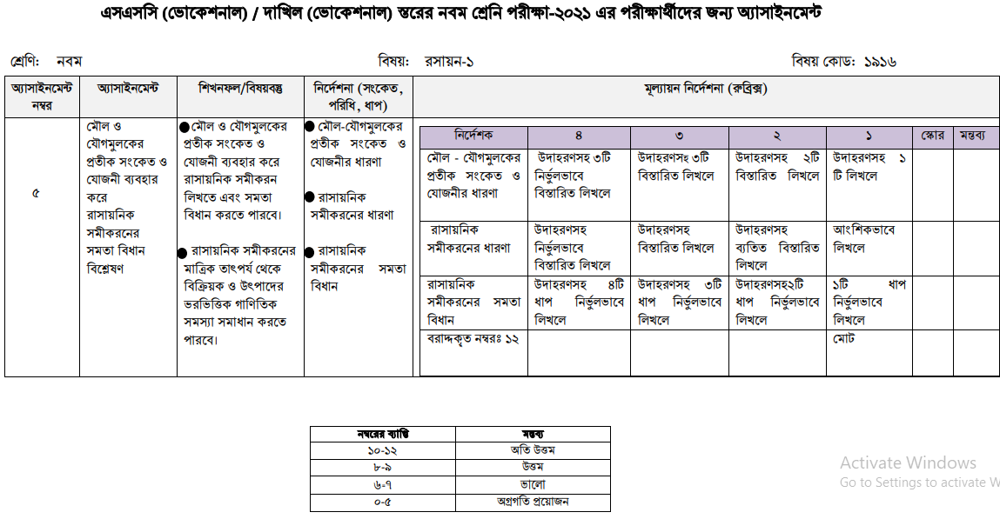 এসএসসি (ভোকেশনাল) / দাখিল (ভোকেশনাল) স্তরের নবম শ্রেনি পরীক্ষা-২০২১ এর পরীক্ষার্থীদের জন্য অ্যাসাইনমেন্ট
শ্রেণি: নবম বিষয়: রসায়ন-১ বিষয় কোড: ১৯১৬
অ্যাসাইনমেন্ট নম্বর
অ্যাসাইনমেন্ট
শিখনফল/বিষয়বস্তু
নির্দেশনা (সংকেত, পরিধি, ধাপ)
মূল্যায়ন নির্দেশনা (রুব্রিক্স)
৫
মৌল ও
যৌগমুলকের
প্রতীক সংকেত ও
যোজনী ব্যবহার
করে
রাসায়নিক
সমীকরনের
সমতা বিধান
বিশ্লেষণ
●মৌল ও যৌগমুলকের
প্রতীক সংকেত ও
যোজনী ব্যবহার করে
রাসায়নিক সমীকরন
লিখতে এবং সমতা
বিধান করতে পারবে।
● রাসায়নিক সমীকরনের
মাত্রিক তাৎপর্য থেকে
বিক্রিয়ক ও উৎপাদের
ভরভিত্তিক গাণিতিক
সমস্যা সমাধান করতে
পারবে।
● মৌল-যৌগমুলকের
প্রতীক সংকেত ও
যোজনীর ধারণা
● রাসায়নিক
সমীকরনের ধারণা
● রাসায়নিক
সমীকরনের সমতা
বিধান
নির্দেশক ৪ ৩ ২ ১ স্কোর মন্তব্য
মৌল - যৌগমুলকের
প্রতীক সংকেত ও
যোজনীর ধারণা
উদাহরণসহ ৩টি
নির্ভুলভাবে
বিস্তারিত লিখলে
উদাহরণসহ ৩টি
বিস্তারিত লিখলে
উদাহরণসহ ২টি
বিস্তারিত লিখলে
উদাহরণসহ ১
টি লিখলে
রাসায়নিক
সমীকরনের ধারণা
উদাহরণসহ
নির্ভুলভাবে
বিস্তারিত লিখলে
উদাহরণসহ
বিস্তারিত লিখলে
উদাহরণসহ
ব্যতিত বিস্তারিত
লিখলে
আংশিকভাবে
লিখলে
রাসায়নিক
সমীকরনের সমতা
বিধান
উদাহরণসহ ৪টি
ধাপ নির্ভুলভাবে
লিখলে
উদাহরণসহ ৩টি
ধাপ নির্ভুলভাবে
লিখলে
উদাহরণসহ২টি
ধাপ নির্ভুলভাবে
লিখলে
১টি ধাপ
নির্ভুলভাবে
লিখলে
বরাদ্দকৃত নম্বরঃ ১২ মোট
নম্বরের ব্যাপ্তি মন্তব্য
১০-১২ অতি উত্তম
৮-৯ উত্তম
৬-৭ ভালো
০-৫ অগ্রগতি প্রয়োজন
Activate Windows
Go to Settings to activate W